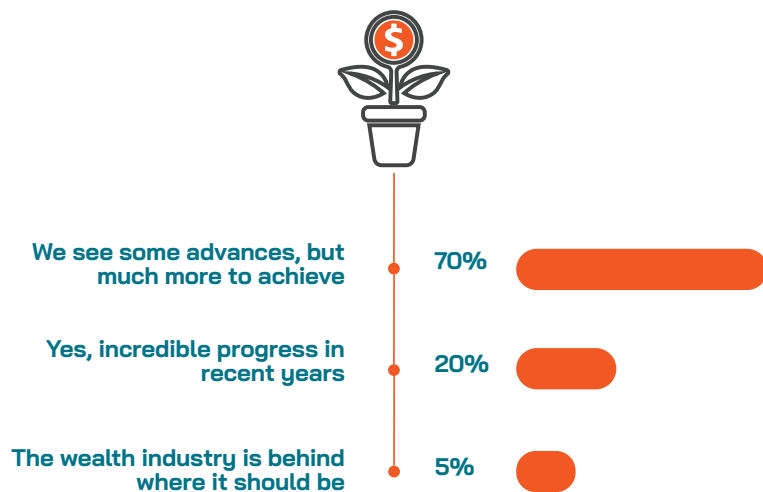 $
We see some advances, but
much more to achieve
70%
Yes, incredible progress in
recent years
20%
The wealth industry is behind
where it should be
5%